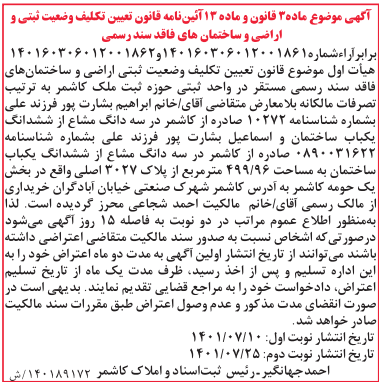 آگهی موضوع ماده۳ قانون و ماده ۱۳آئین‌نامه قانون تعیین تکلیف وضعیت ثبتی و
اراضی و ساختمان های فاقد سند رسمی
برابرآراءشماره۱۴۰۱۶۰۳۰۶۰۱۲۰۰۱۸۶۱و۱۴۰۱۶۰۳۰۶۰۱۲۰۰۱۸۶۲
هیأت اول موضوع قانون تعیین تکلیف وضعیت ثبتی اراضی و ساختمان‌های
فاقد سند رسمی مستقر در واحد ثبتی حوزه ثبت ملک کاشمر به ترتیب
تصرفات مالکانه بلامعارض متقاضی آقای/خانم ابراهیم بشارت پور فرزند علی
بشماره شناسنامه ۱۰۲۷۲ صادره از کاشمر در سه دانگ مشاع از ششدانگ
یکباب ساختمان و اسماعیل بشارت پور فرزند علی بشماره شناسنامه
۰۸۹۰۰۳۱۶۲۲ صادره از کاشمر در سه دانگ مشاع از ششدانگ یکباب
ساختمان به مساحت ۴۹۹/۹۶ مترمربع از پلاک ۳۰۲۷ اصلی واقع در بخش
یک حومه کاشمر به آدرس کاشمر شهرک صنعتی خیابان آبادگران خریداری
از مالک رسمی آقای/خانم مالکیت احمد شجاعی محرز گردیده است. لذا
به‌منظور اطلاع عموم مراتب در دو نوبت به فاصله ۱۵ روز آگهی می‌شود
درصورتی‌که اشخاص نسبت به صدور سند مالکیت متقاضی اعتراضی داشته
باشند می‌توانند از تاریخ انتشار اولین آگهی به مدت دو ماه اعتراض خود را به
این اداره تسلیم و پس از اخذ رسید، ظرف مدت یک ماه از تاریخ تسلیم
اعتراض، دادخواست خود را به مراجع قضایی تقدیم نمایند. بدیهی است در
صورت انقضای مدت مذکور و عدم وصول اعتراض طبق مقررات سند مالکیت
صادر خواهد شد.
تاریخ انتشار نوبت اول: ۱۴۰۱/۰۷/۱۰
تاریخ انتشار نوبت دوم: ۱۴۰۱/۰۷/۲۵
احمدجهانگیر-رئیس ثبت‌اسناد و املاک کاشمر ۱۴۰۱۸۹۱۷۲/ش